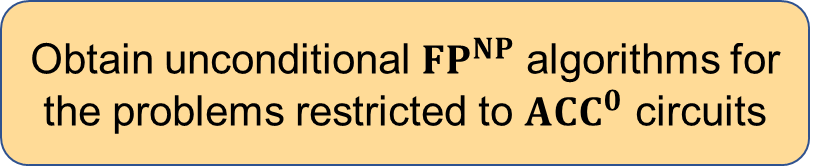 Obtain unconditional FP^NP algorithms for
the problems restricted to ACC^0 circuits